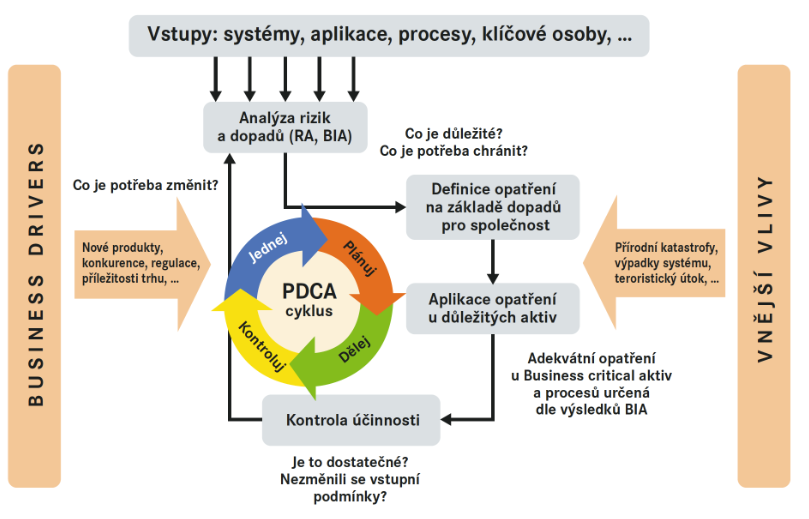 Vstupy: systémy, aplikace, procesy, klíčové osoby, ...
Analýza rizik
a dopadů (RA, BIA)
Co je důležité?
Co je potřeba chránit?
Co je potřeba změnit?
Definice opatření
na základě dopadů
pro společnost
BUSINESS DRIVERS
Nové produkty,
konkurence, regulace,
příležitosti trhu, ...
Jednej
Plánuj
PDCA
cyklus
Kontroluj
Dělej
Přírodní katastrofy,
výpadky systému,
teroristický útok, ...
VNĚJŠÍ VLIVY
Aplikace opatření
u důležitých aktiv
Adekvátní opatření
u Business critical aktiv
a procesů určená
dle výsledků BIA
Kontrola účinnosti
Je to dostatečné?
Nezměnili se vstupní
podmínky?